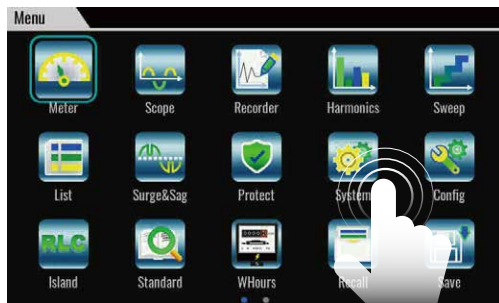 Menu
Meter Scope Recorder Harmonics Sweep
List Surge&Sag Protect System Config
RLC
Island Standard WHours Recall Save